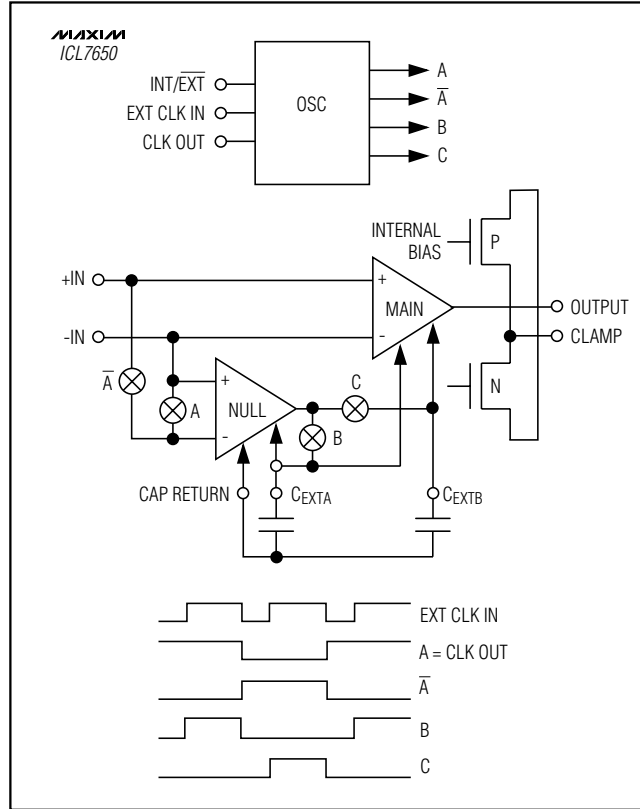 MAXIM
ICL7650
INT/E̅X̅T̅
EXT CLK IN
CLK OUT
OSC
A
A̅
B
C
INTERNAL
BIAS
P
+IN
-IN
+
-
MAIN
OUTPUT
CLAMP
N
A̅
A
+
-
NULL
C
B
CAP RETURN
CEXTA
CEXTB
EXT CLK IN
A = CLK OUT
A̅
B
C